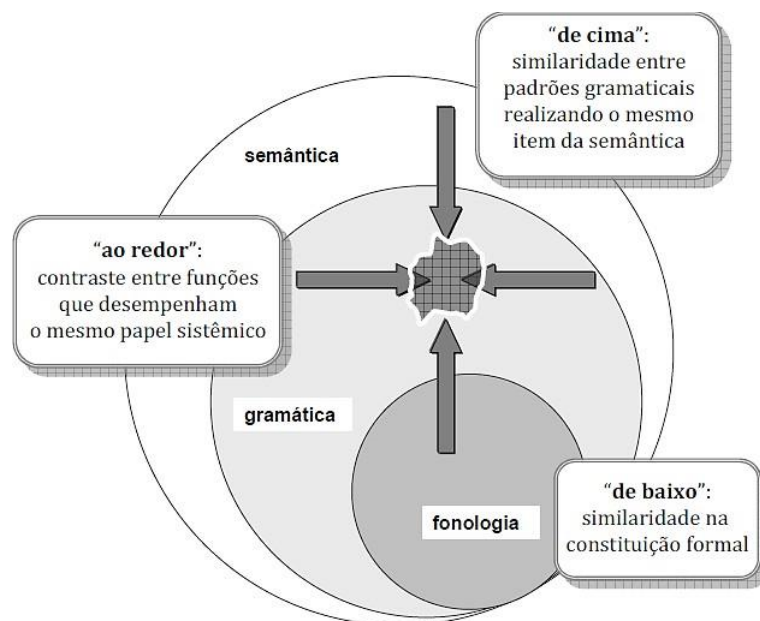 “de cima”:
similaridade entre
padrões gramaticais
realizando o mesmo
item da semântica
semântica
“ao redor”:
contraste entre funções
que desempenham
o mesmo papel sistêmico
gramática
“de baixo”:
similaridade na
constituição formal
fonologia